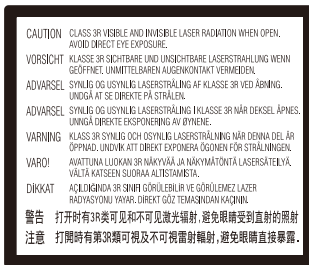 CAUTION CLASS 3R VISIBLE AND INVISIBLE LASER RADIATION WHEN OPEN.
AVOID DIRECT EYE EXPOSURE.
VORSICHT KLASSE 3R SICHTBARE UND UNSICHTBARE LASERSTRAHLUNG WENN
GEÖFFNET. UNMITTELBAREN AUGENKONTAKT VERMEIDEN.
ADVARSEL SYNLIG OG USYNLIG LASERSTRÅLING AF KLASSE 3R VED ÅBNING.
UNDGÅ AT SE DIREKTE PÅ STRÅLEN.
ADVARSEL SYNLIG OG USYNLIG LASERSTRÅLING I KLASSE 3R NÅR DEKSEL ÅPNES.
UNNGÅ DIREKTE EKSPONERING AV ØYNENE.
VARNING KLASS 3R SYNLIG OCH OSYNLIG LASERSTRÅLNING NÄR DENNA DEL ÄR
ÖPPNAD. UNDVIK ATT DIREKT EXPONERA ÖGONEN FÖR STRÅLNINGEN.
VARO! AVATTUNA LUOKAN 3R NÄKYVÄÄ JA NÄKYMÄTÖNTÄ LASERSÄTEILYÄ.
VÄLTÄ KATSEEN SUORAA ALTISTAMISTA.
DİKKAT AÇILDIĞINDA 3R SINIFI GÖRÜLEBİLİR VE GÖRÜLEMEZ LAZER
RADYASYONU YAYAR. DİREKT GÖZ TEMASINDAN KAÇININ.
警告 打开时有3R类可见和不可见激光辐射,避免眼睛受到直射的照射
注意 打開時有第3R類可視及不可視雷射輻射,避免眼睛直接暴露。